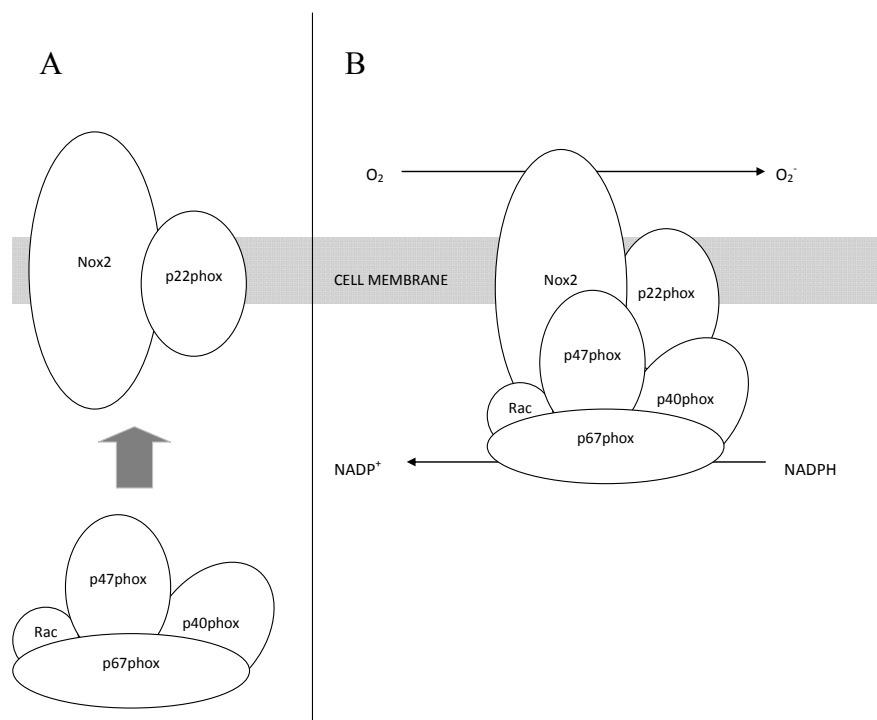 A
Nox2
p22phox
p47phox
Rac
p40phox
p67phox
B
O₂
O₂⁻
CELL MEMBRANE
Nox2
p22phox
p47phox
p40phox
Rac
p67phox
NADP⁺
NADPH